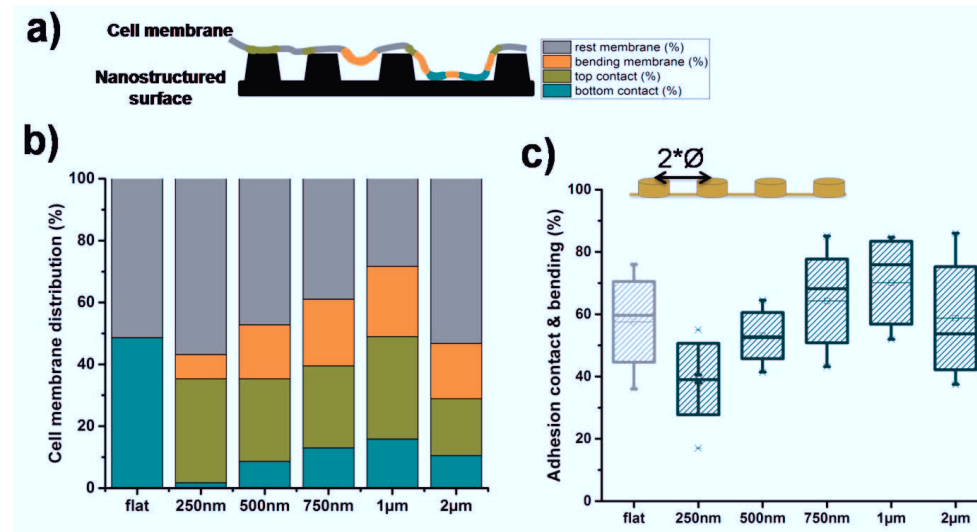 a)
Cell membrane
Nanostructured
surface
rest membrane (%)
bending membrane (%)
top contact (%)
bottom contact (%)
b)
Cell membrane distribution (%)
100
80
60
40
20
0
flat 250nm 500nm 750nm 1µm 2µm
c)
2*Ø
Adhesion contact & bending (%)
100
80
60
40
20
0
flat 250nm 500nm 750nm 1µm 2µm